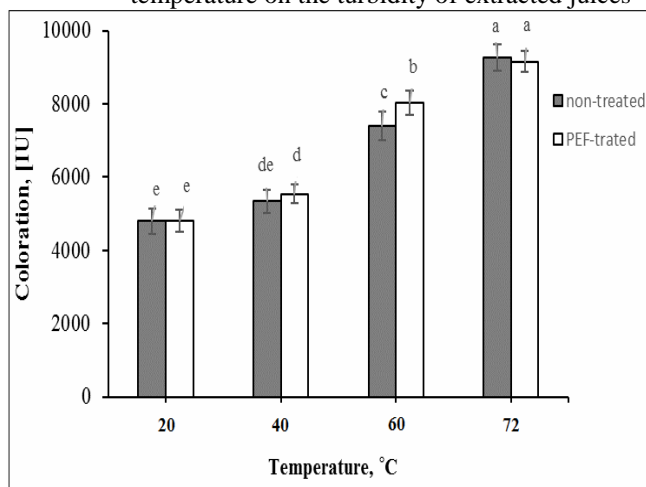 temperature on the turbidity of extracted juices
10000
8000
6000
4000
2000
0
Coloration, [IU]
e e de d c b a a
non-treated
PEF-trated
20 40 60 72
Temperature, °C